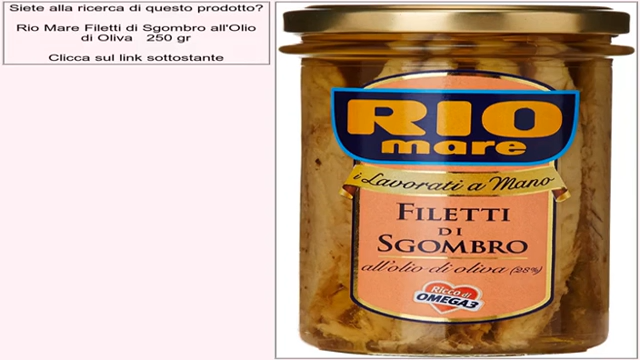 Siete alla ricerca di questo prodotto?
Rio Mare Filetti di Sgombro all'Olio
di Oliva 250 gr
Clicca sul link sottostante
RIO
mare
i Lavorati a Mano
FILETTI
DI
SGOMBRO
all'olio di oliva (28%)
Ricco di
OMEGA3